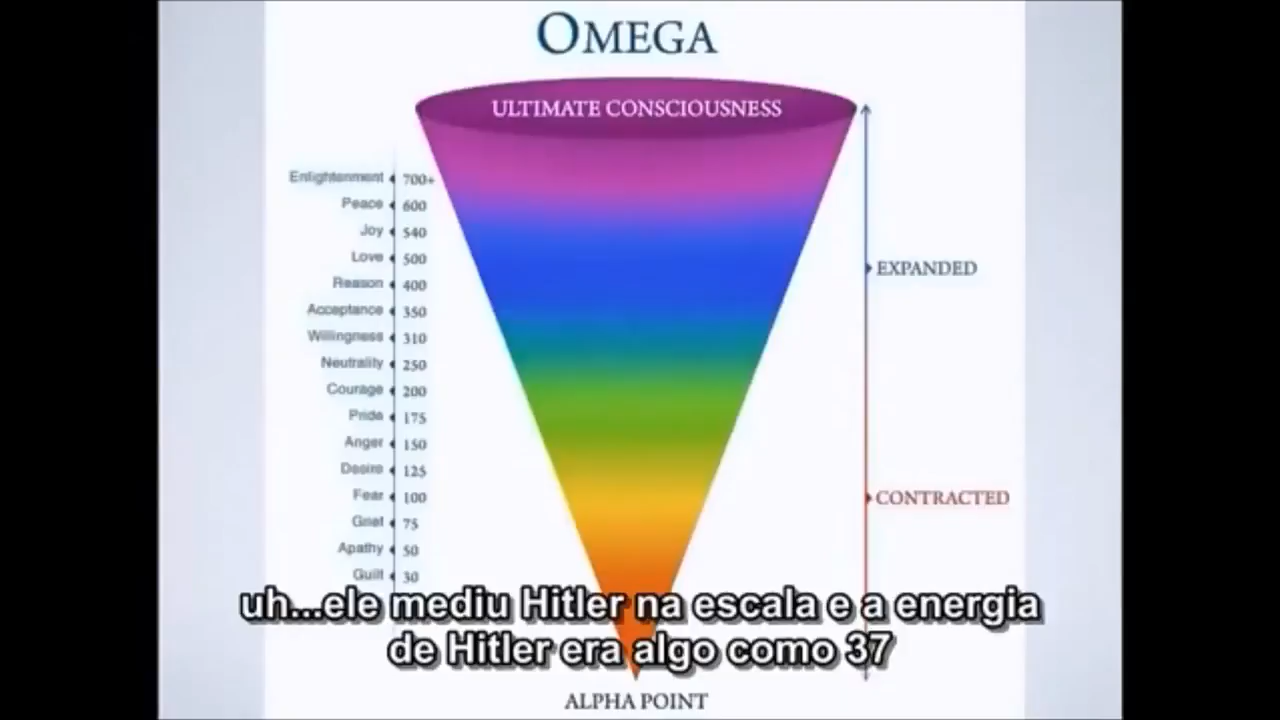 OMEGA
ULTIMATE CONSCIOUSNESS
Enlightenment 700+
Peace 600
Joy 540
Love 500
Reason 400
Acceptance 350
Willingness 310
Neutrality 250
Courage 200
Pride 175
Anger 150
Desire 125
Fear 100
Grief 75
Apathy 50
Guilt 30
EXPANDED
CONTRACTED
uh...ele mediu Hitler na escala e a energia
de Hitler era algo como 37
ALPHA POINT